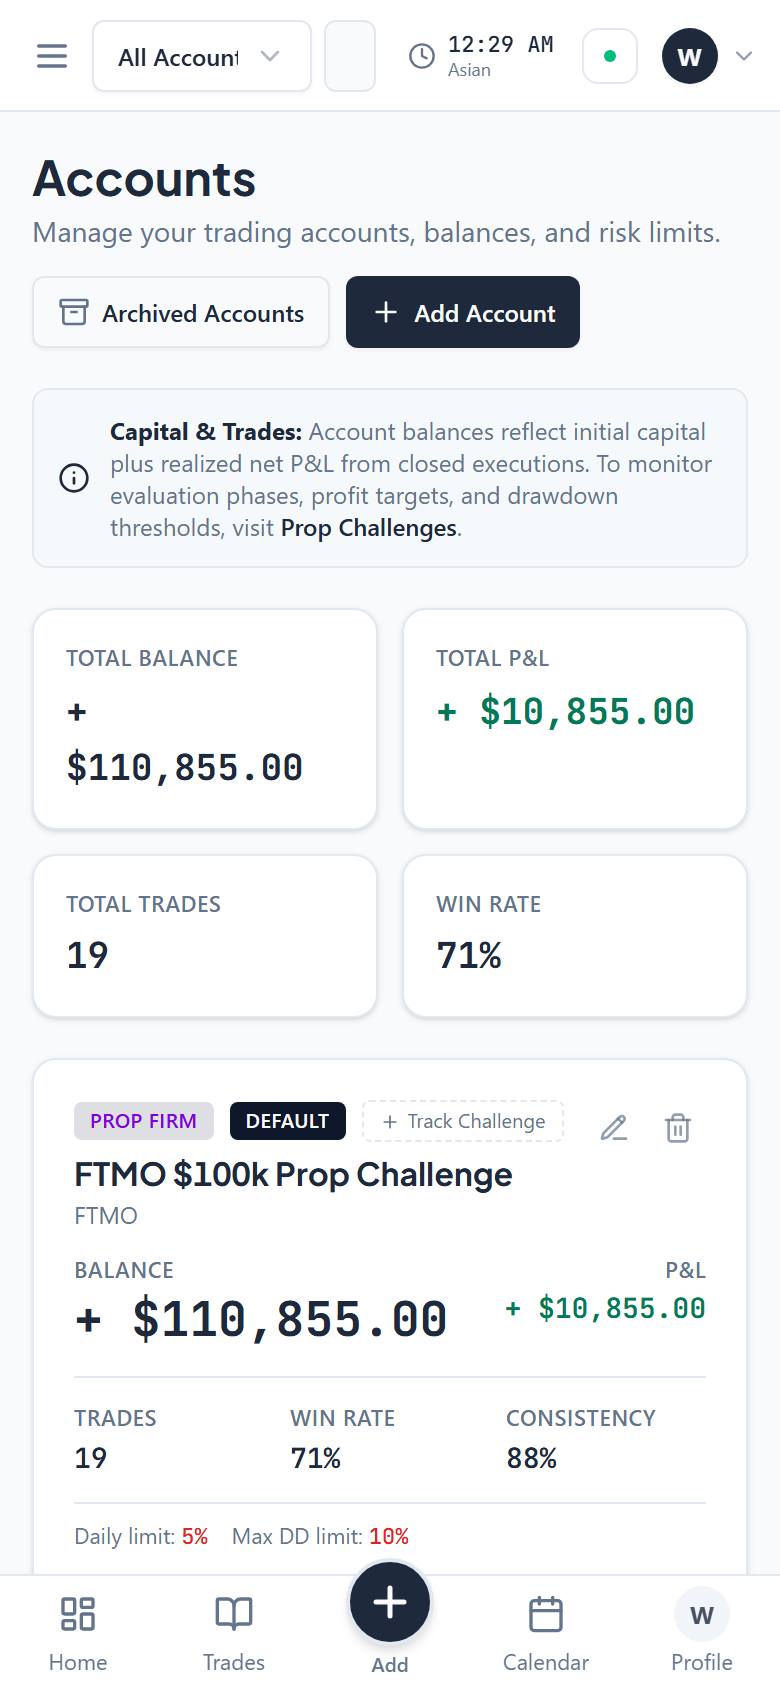 All Account
12:29 AM
Asian
W
Accounts
Manage your trading accounts, balances, and risk limits.
Archived Accounts
Add Account
Capital & Trades: Account balances reflect initial capital
plus realized net P&L from closed executions. To monitor
evaluation phases, profit targets, and drawdown
thresholds, visit Prop Challenges.
TOTAL BALANCE
+
$110,855.00
TOTAL P&L
+ $10,855.00
TOTAL TRADES
19
WIN RATE
71%
PROP FIRM
DEFAULT
+ Track Challenge
FTMO $100k Prop Challenge
FTMO
BALANCE
+ $110,855.00
P&L
+ $10,855.00
TRADES
19
WIN RATE
71%
CONSISTENCY
88%
Daily limit: 5% Max DD limit: 10%
Home
Trades
Add
Calendar
W
Profile